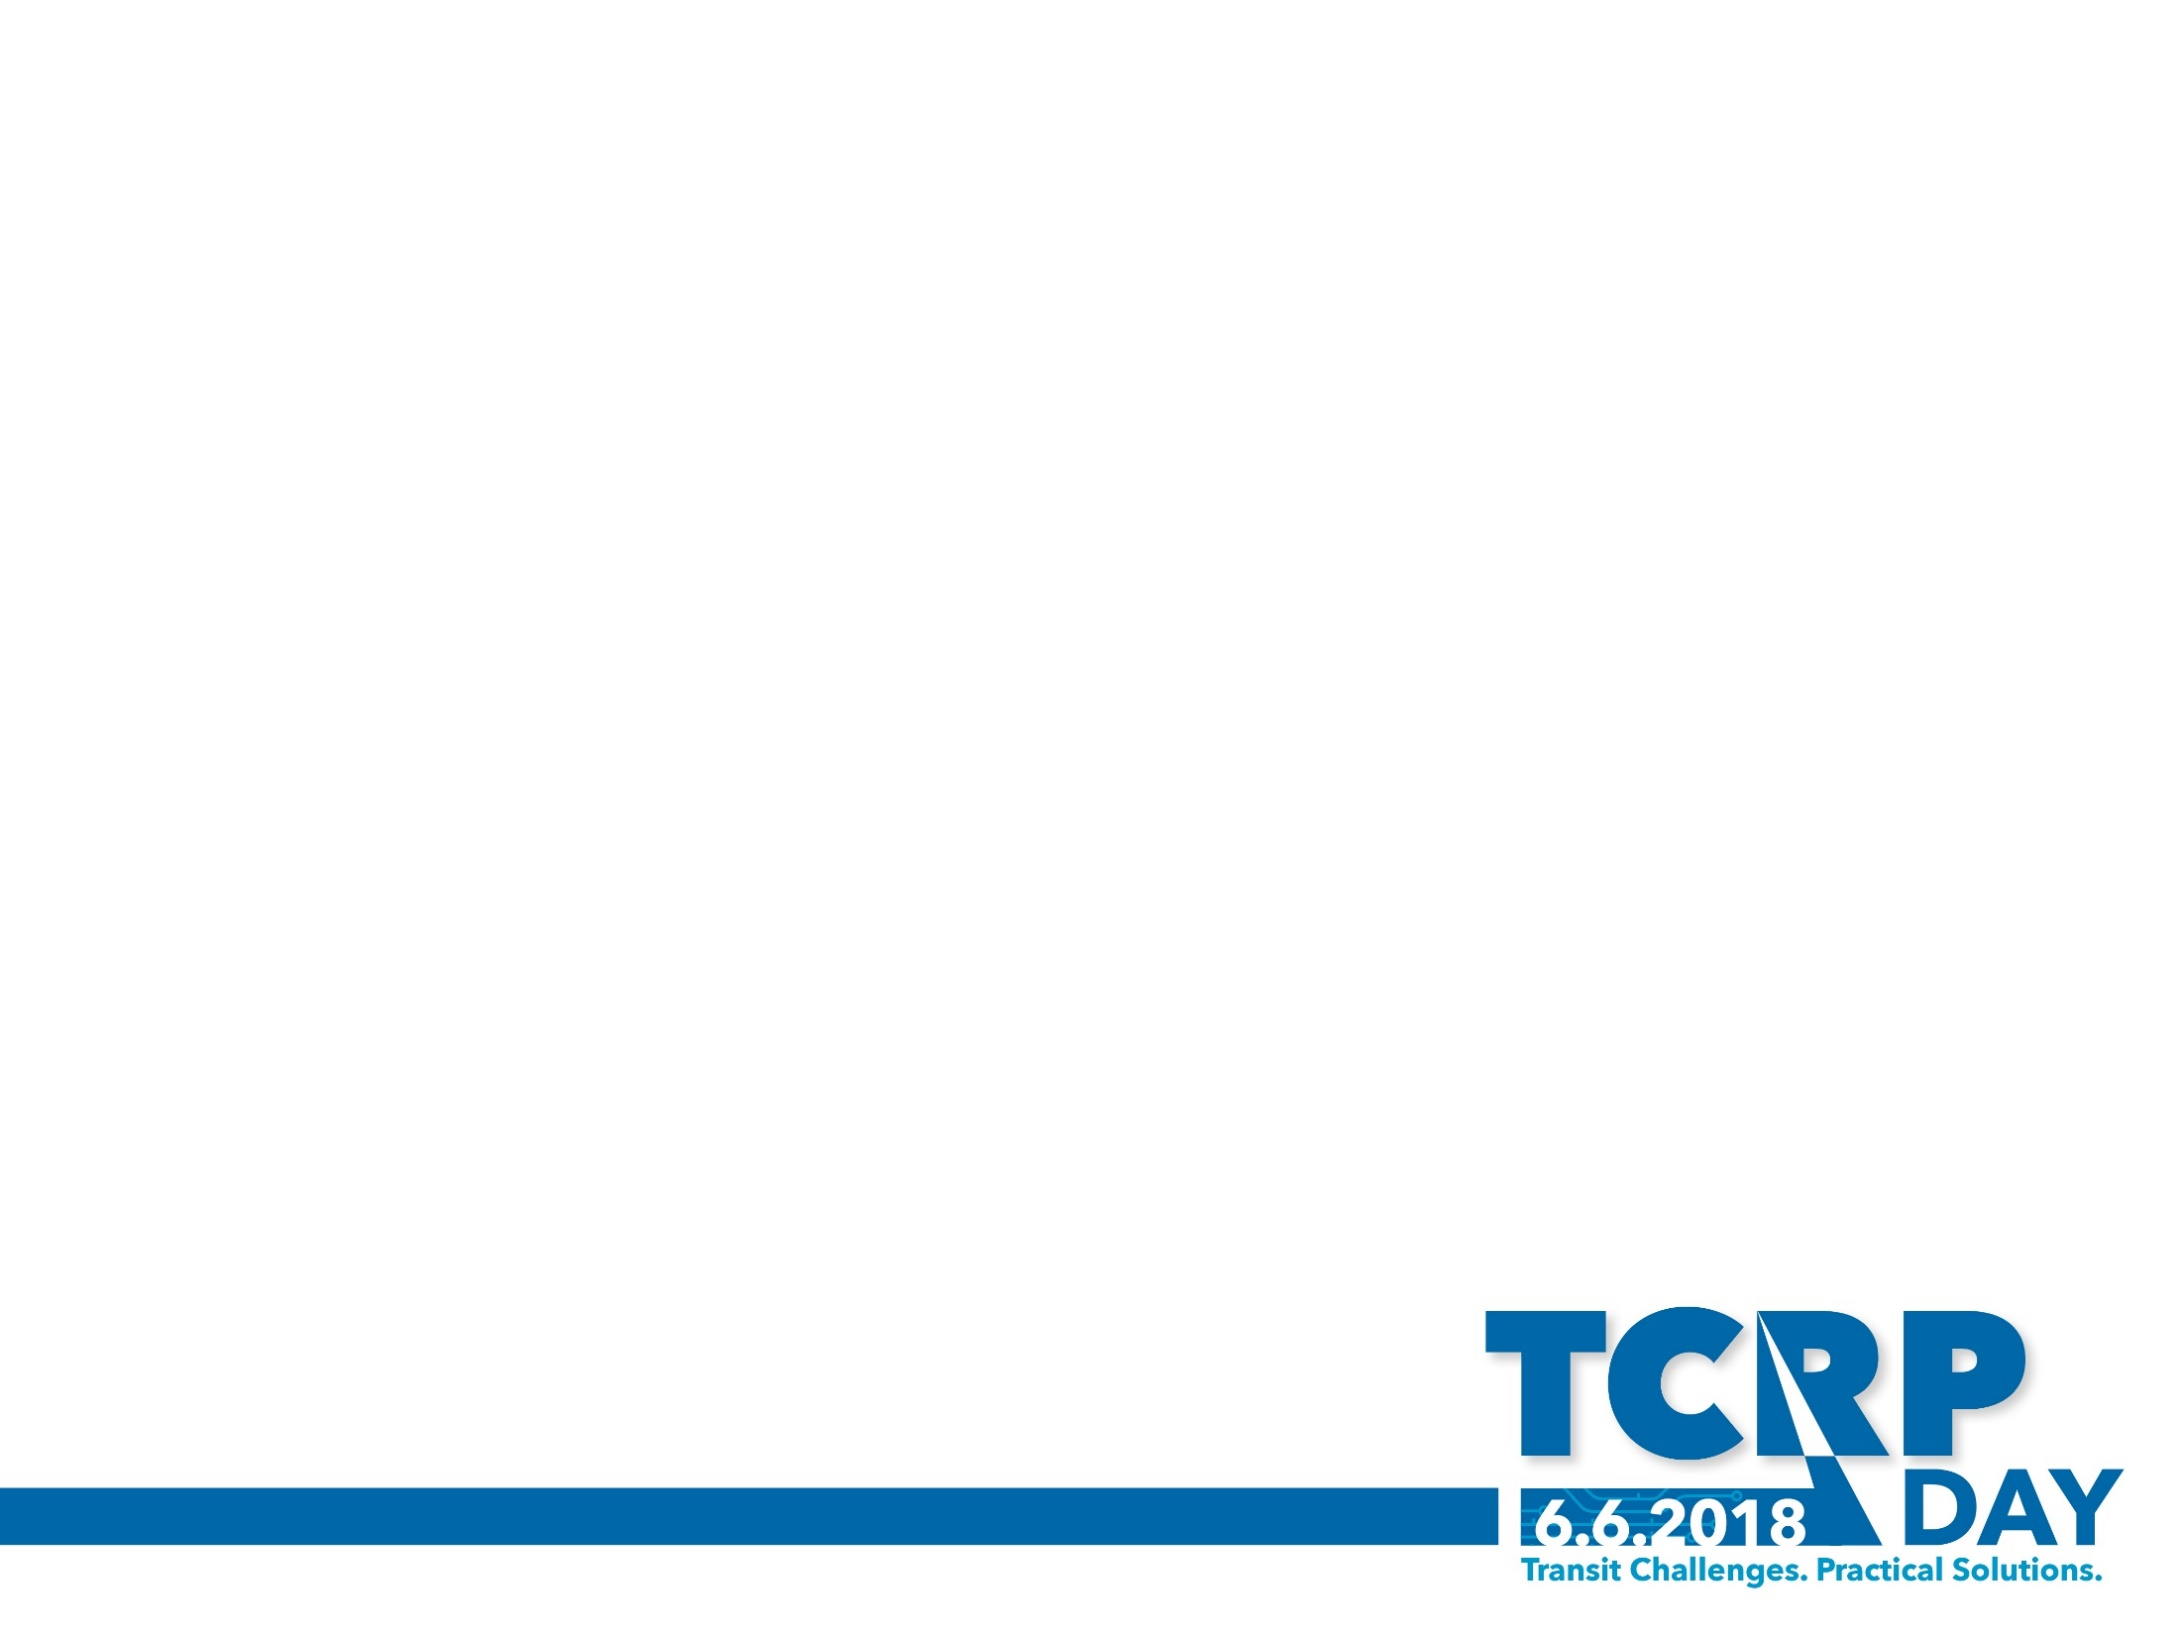 TCRP
DAY
6.6.2018
Transit Challenges. Practical Solutions.